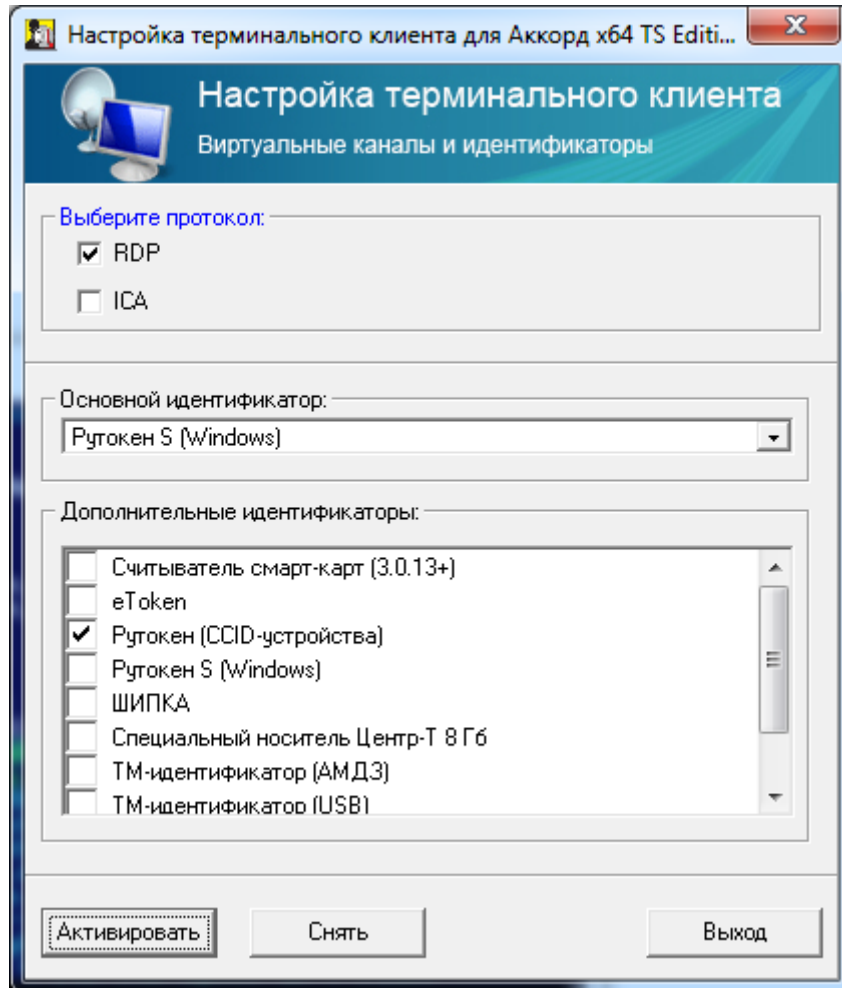 Настройка терминального клиента для Аккорд x64 TS Editi...
Настройка терминального клиента
Виртуальные каналы и идентификаторы
Выберите протокол:
RDP
ICA
Основной идентификатор:
Рутокен S (Windows)
Дополнительные идентификаторы:
Считыватель смарт-карт (3.0.13+)
eToken
Рутокен (CCID-устройства)
Рутокен S (Windows)
ШИПКА
Специальный носитель Центр-Т 8 Гб
ТМ-идентификатор (АМДЗ)
ТМ-идентификатор (USB)
Активировать
Снять
Выход